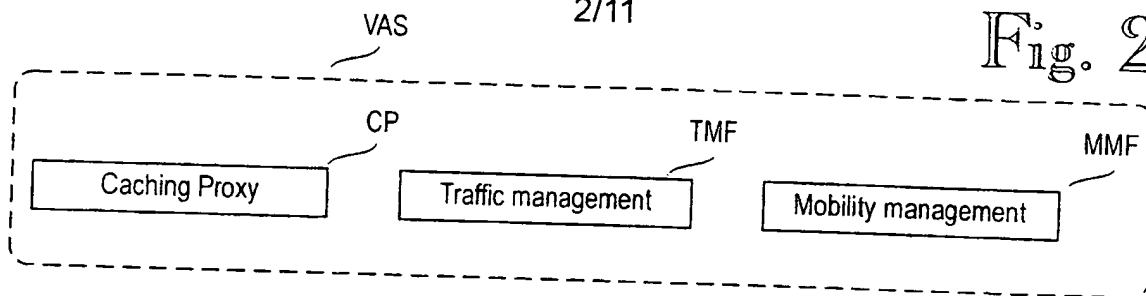 2/11
Fig. 2
VAS
CP
TMF
MMF
Caching Proxy
Traffic management
Mobility management